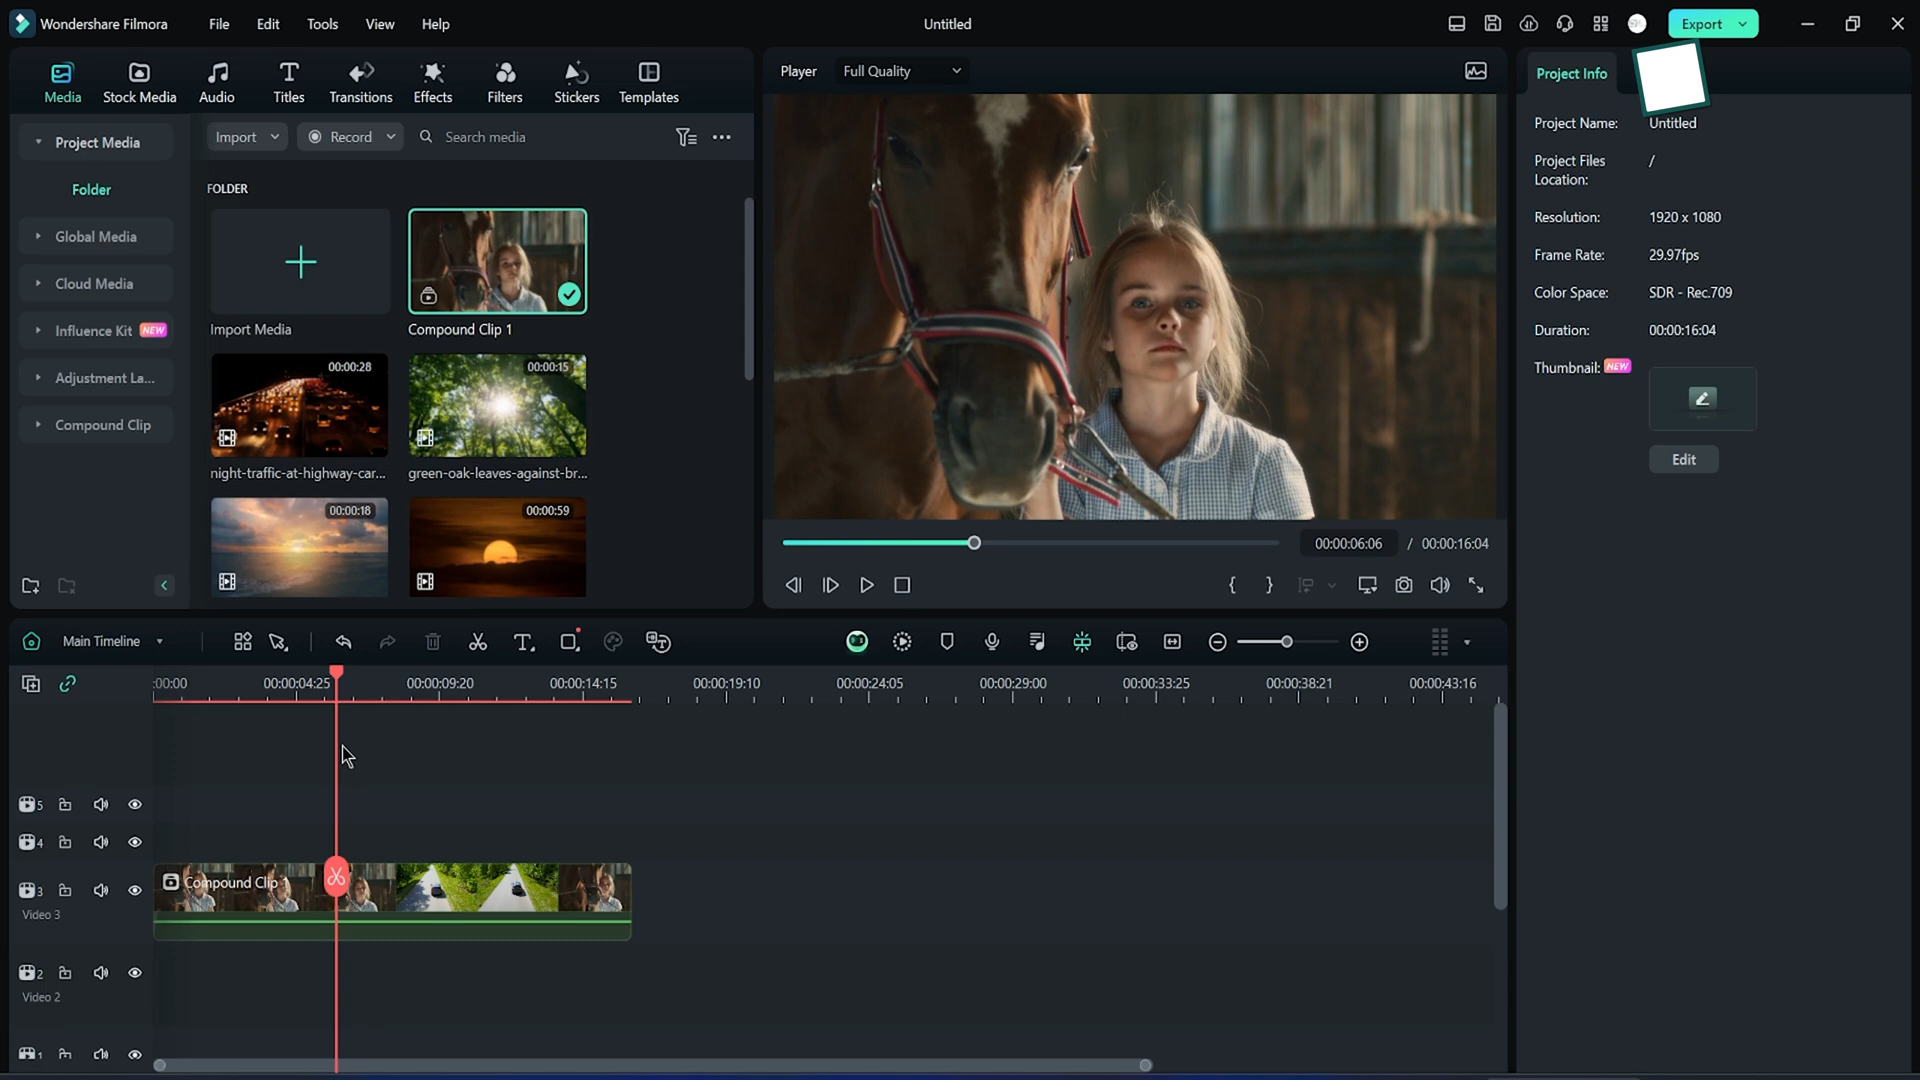 Wondershare Filmora
File
Edit
Tools
View
Help
Untitled
Export
Media
Stock Media
Audio
Titles
Transitions
Effects
Filters
Stickers
Templates
Player
Full Quality
Project Info
Project Media
Folder
Global Media
Cloud Media
Influence Kit NEW
Adjustment La...
Compound Clip
Import
Record
Search media
FOLDER
Import Media
Compound Clip 1
00:00:28
night-traffic-at-highway-car...
00:00:15
green-oak-leaves-against-br...
00:00:18
00:00:59
00:00:06:06 / 00:00:16:04
Project Name: Untitled
Project Files Location: /
Resolution: 1920 x 1080
Frame Rate: 29.97fps
Color Space: SDR - Rec.709
Duration: 00:00:16:04
Thumbnail: NEW
Edit
Main Timeline
:00:00
00:00:04:25
00:00:09:20
00:00:14:15
00:00:19:10
00:00:24:05
00:00:29:00
00:00:33:25
00:00:38:21
00:00:43:16
5
4
3
Video 3
Compound Clip 1
2
Video 2
1